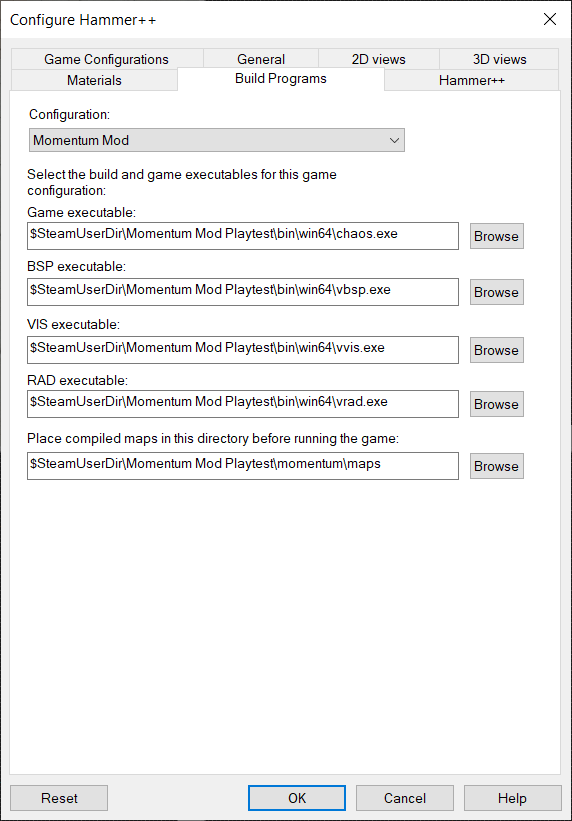 Configure Hammer++
Game Configurations
General
2D views
3D views
Materials
Build Programs
Hammer++
Configuration:
Momentum Mod
Select the build and game executables for this game
configuration:
Game executable:
$SteamUserDir\Momentum Mod Playtest\bin\win64\chaos.exe
Browse
BSP executable:
$SteamUserDir\Momentum Mod Playtest\bin\win64\vbsp.exe
Browse
VIS executable:
$SteamUserDir\Momentum Mod Playtest\bin\win64\vvis.exe
Browse
RAD executable:
$SteamUserDir\Momentum Mod Playtest\bin\win64\vrad.exe
Browse
Place compiled maps in this directory before running the game:
$SteamUserDir\Momentum Mod Playtest\momentum\maps
Browse
Reset
OK
Cancel
Help